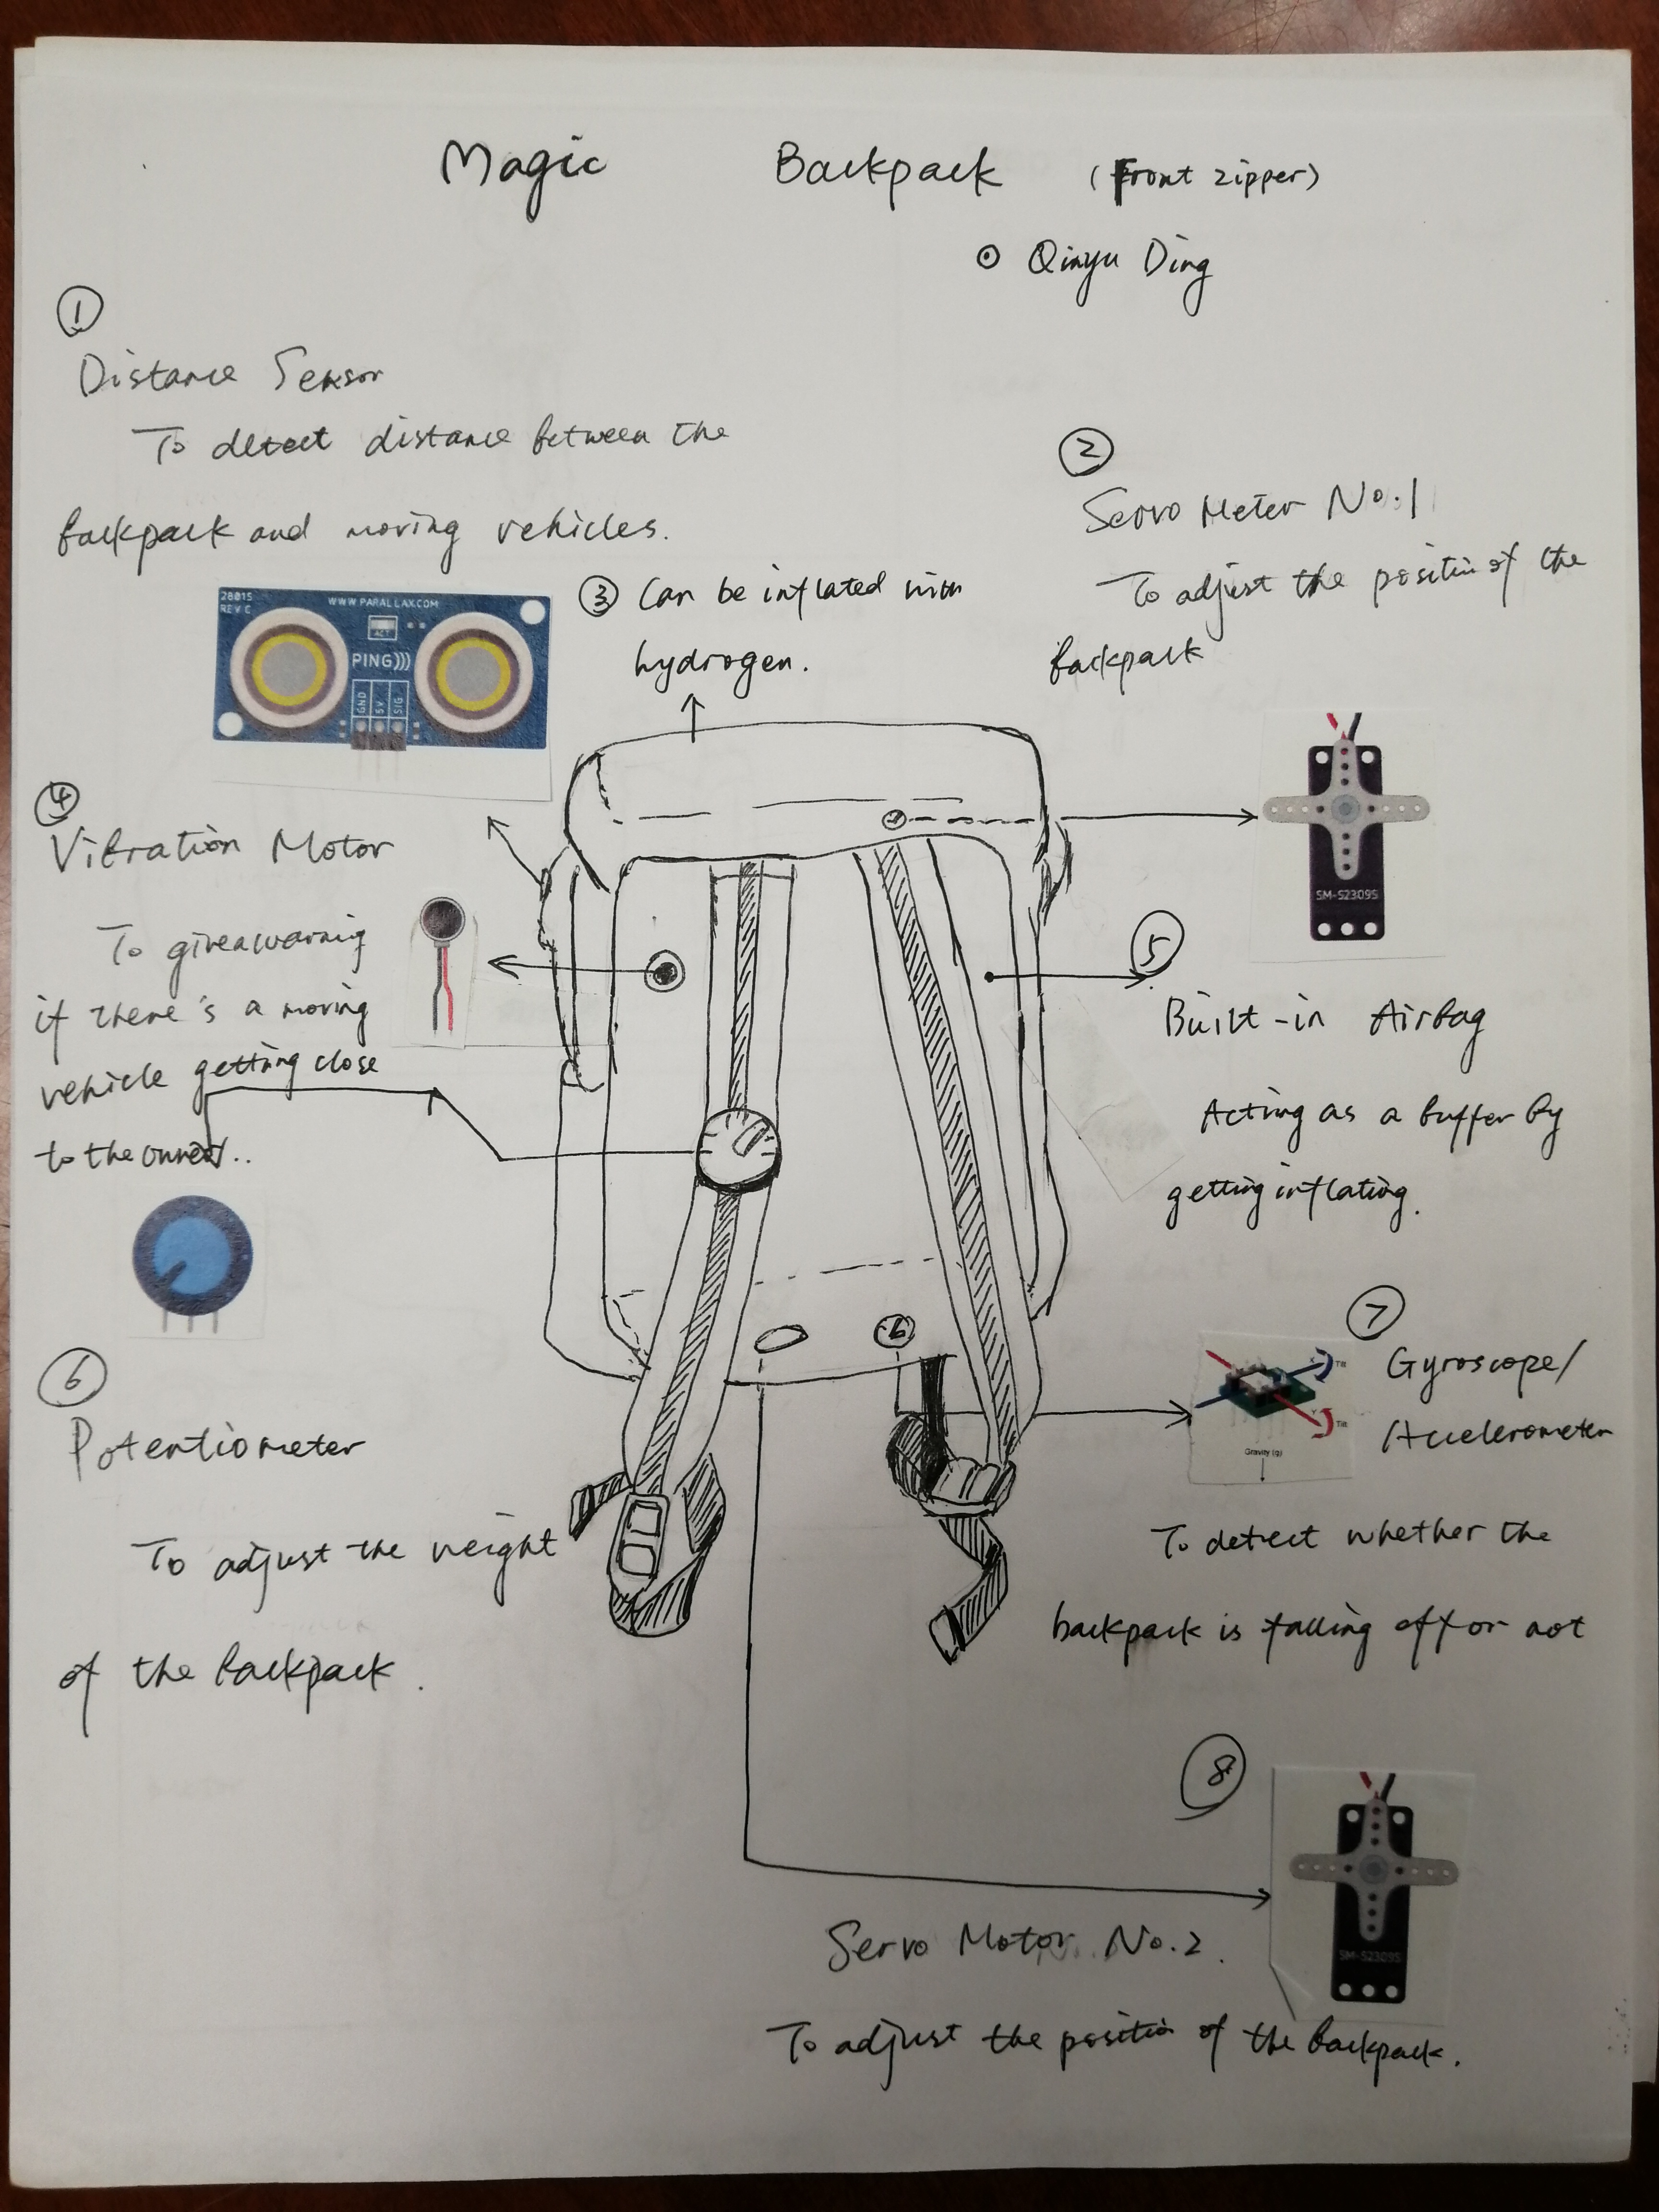 Magic Backpack (Front zipper)
⊙ Qinyu Ding
①
Distance Sensor
To detect distance between the
backpack and moving vehicles.
28015
REV C
WWW.PARALLAX.COM
ACT
PING)))
GND
5V
SIG
②
Servo Meter No.1
To adjust the position of the
backpack
③ Can be inflated with
hydrogen.
SM-S2309S
④
Vibration Motor
To give a warning
if there's a moving
vehicle getting close
to the owner..
⑤
Built-in Airbag
Acting as a buffer by
getting inflating.
⑥
Potentiometer
To adjust the weight
of the backpack.
2
6
⑦
Gyroscope/
Accelerometer
X
Tilt
Y
Tilt
Gravity (g)
To detect whether the
backpack is falling off or not
⑧
SM-S2309S
Servo Motor No.2.
To adjust the position of the backpack.